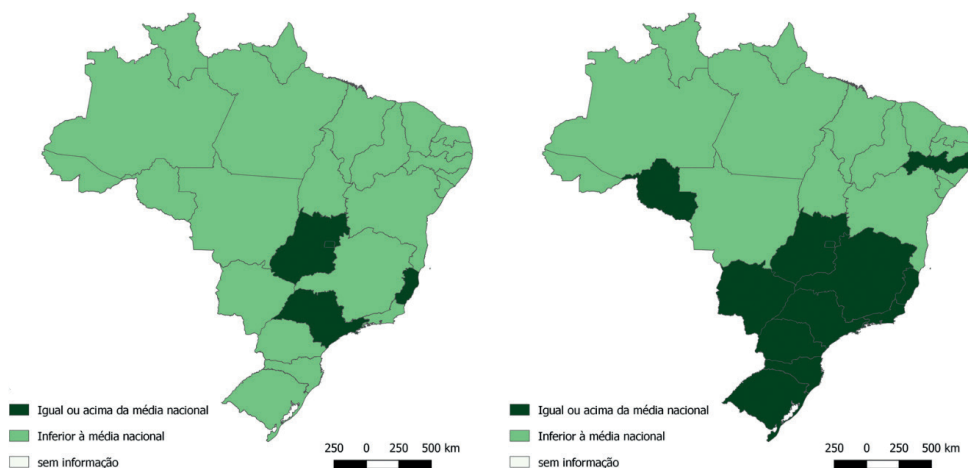 Igual ou acima da média nacional
Inferior à média nacional
sem informação
250 0 250 500 km
Igual ou acima da média nacional
Inferior à média nacional
sem informação
250 0 250 500 km